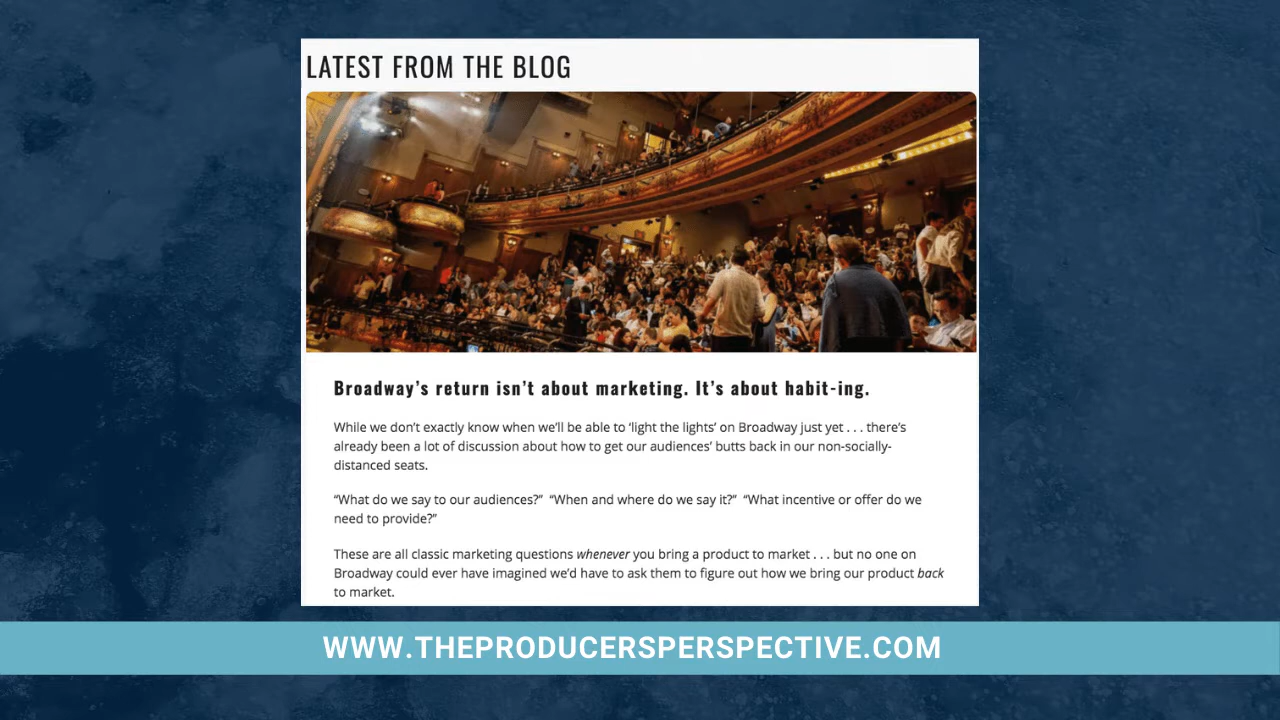 LATEST FROM THE BLOG
Broadway’s return isn’t about marketing. It’s about habit-ing.
While we don’t exactly know when we’ll be able to ‘light the lights’ on Broadway just yet . . . there’s
already been a lot of discussion about how to get our audiences’ butts back in our non-socially-
distanced seats.
“What do we say to our audiences?”  “When and where do we say it?”  “What incentive or offer do we
need to provide?”
These are all classic marketing questions whenever you bring a product to market . . . but no one on
Broadway could ever have imagined we’d have to ask them to figure out how we bring our product back
to market.
WWW.THEPRODUCERSPERSPECTIVE.COM